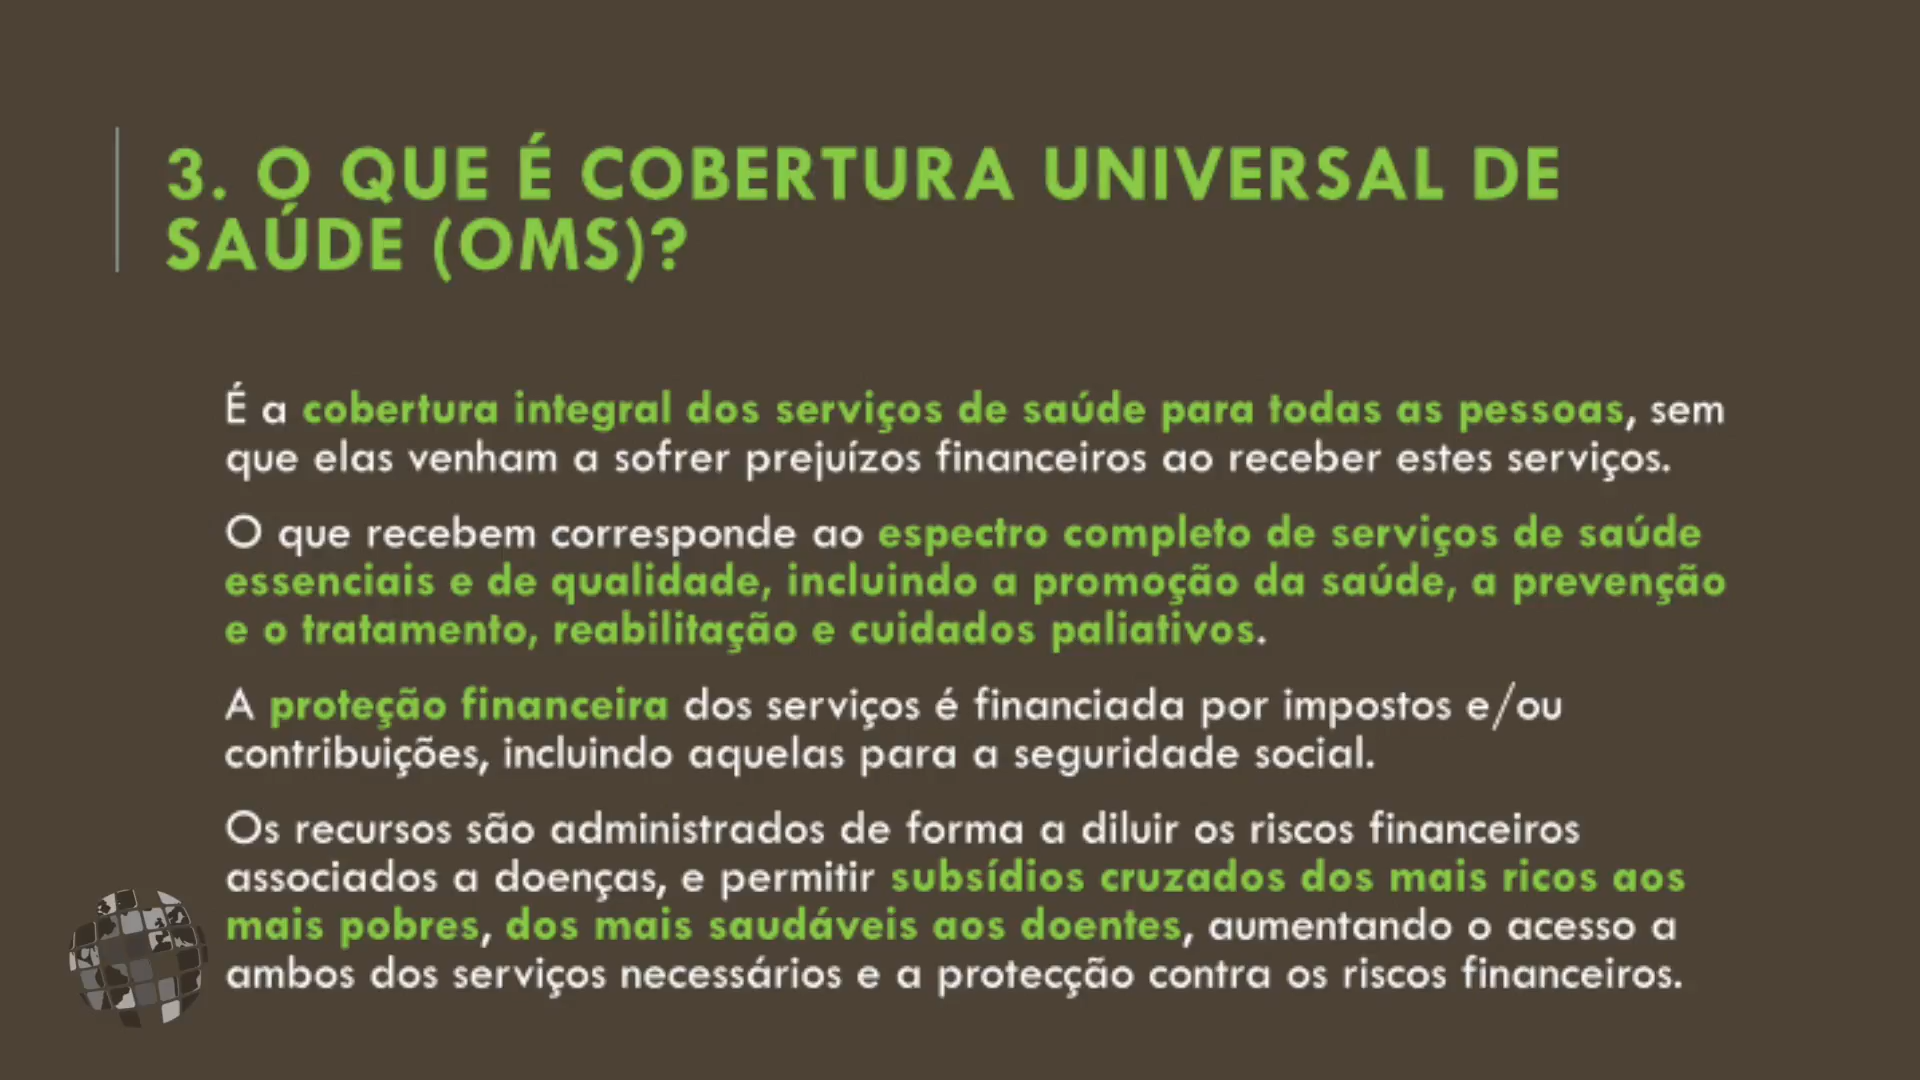 3. O QUE É COBERTURA UNIVERSAL DE
SAÚDE (OMS)?
É a cobertura integral dos serviços de saúde para todas as pessoas, sem
que elas venham a sofrer prejuízos financeiros ao receber estes serviços.
O que recebem corresponde ao espectro completo de serviços de saúde
essenciais e de qualidade, incluindo a promoção da saúde, a prevenção
e o tratamento, reabilitação e cuidados paliativos.
A proteção financeira dos serviços é financiada por impostos e/ou
contribuições, incluindo aquelas para a seguridade social.
Os recursos são administrados de forma a diluir os riscos financeiros
associados a doenças, e permitir subsídios cruzados dos mais ricos aos
mais pobres, dos mais saudáveis aos doentes, aumentando o acesso a
ambos dos serviços necessários e a protecção contra os riscos financeiros.